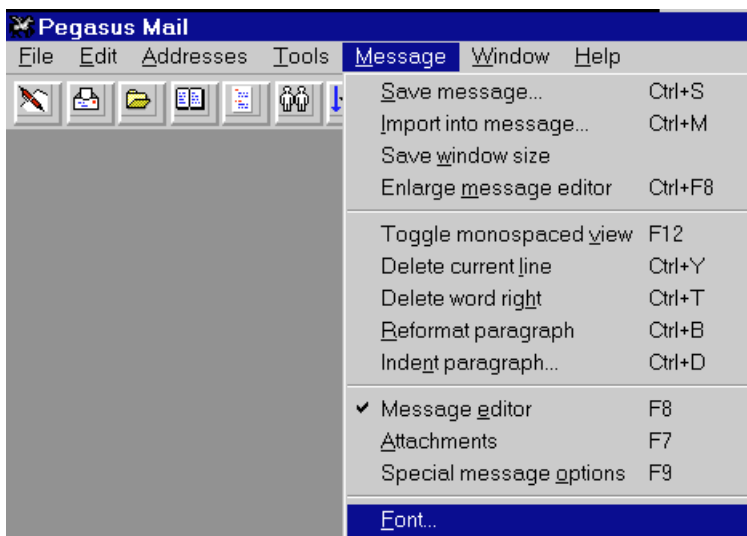 Pegasus Mail
File Edit Addresses Tools Message Window Help
Save message... Ctrl+S
Import into message... Ctrl+M
Save window size
Enlarge message editor Ctrl+F8
Toggle monospaced view F12
Delete current line Ctrl+Y
Delete word right Ctrl+T
Reformat paragraph Ctrl+B
Indent paragraph... Ctrl+D
Message editor F8
Attachments F7
Special message options F9
Font...